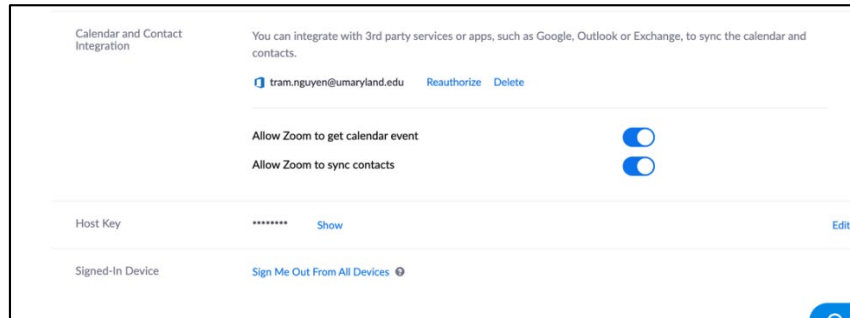 Calendar and Contact
Integration
You can integrate with 3rd party services or apps, such as Google, Outlook or Exchange, to sync the calendar and
contacts.
tram.nguyen@umaryland.edu Reauthorize Delete
Allow Zoom to get calendar event
Allow Zoom to sync contacts
Host Key ******** Show Edit
Signed-In Device Sign Me Out From All Devices ?